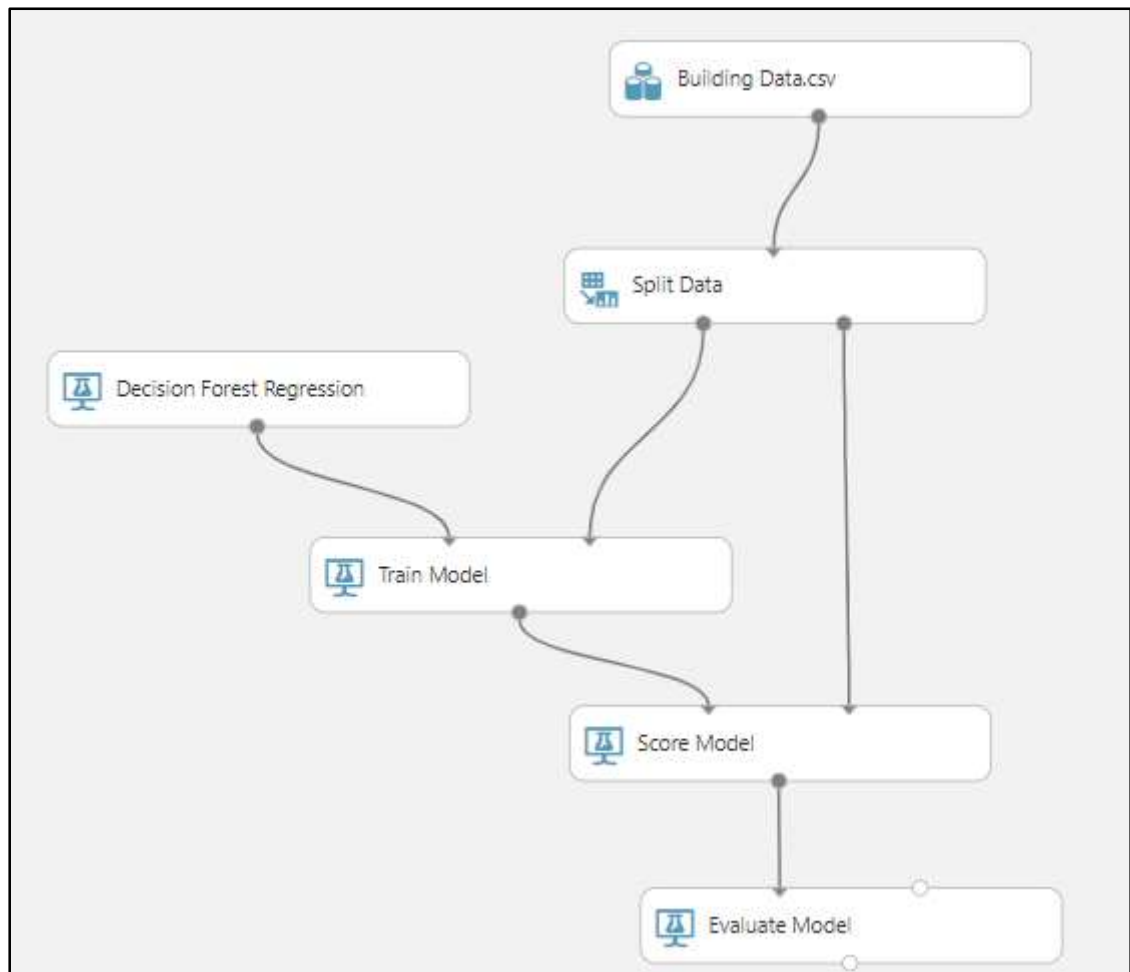 Building Data.csv
Split Data
Decision Forest Regression
Train Model
Score Model
Evaluate Model